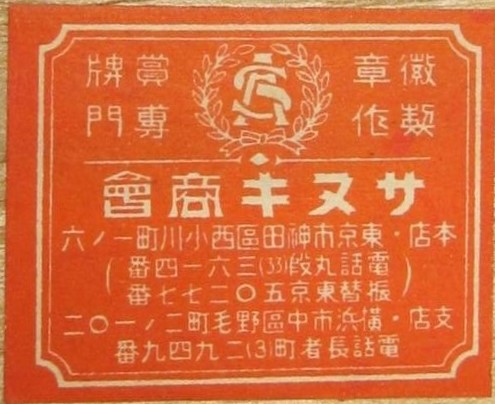 徽章 賞牌
製作 專門
サヌキ商會
本店・東京市神田區西小川町一ノ六
(電話九段(33)三六一四番
振替東京五〇二七七番)
支店・横浜市中區野毛町二ノ一〇二
電話長者町(3)二九四九番